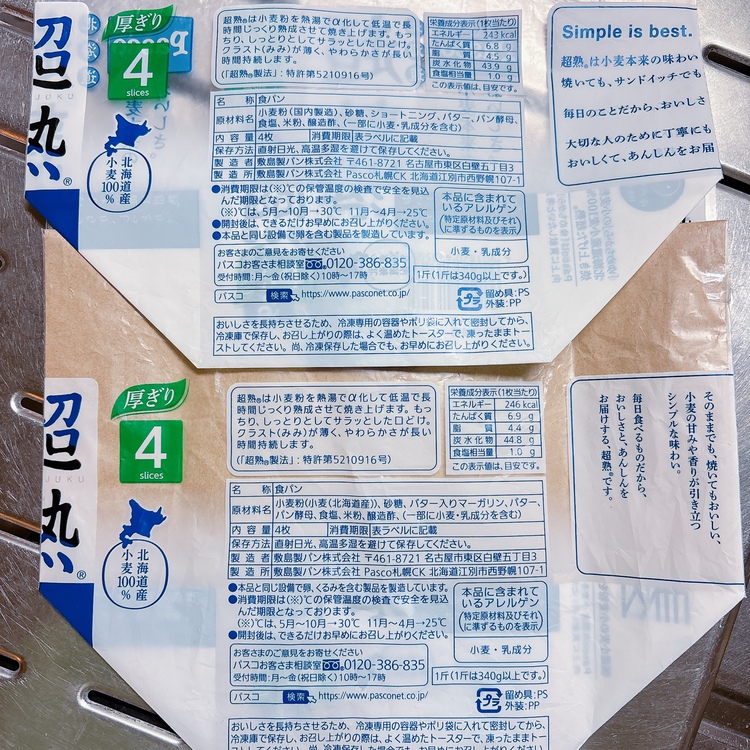 超熟
JUKU
®
厚ぎり
4
slices
Pasco
北海道産
小麦
100%
超熟®は小麦粉を熱湯でα化して低温で長
時間じっくり熟成させて焼き上げます。もっ
ちり、しっとりとしてサラッとした口どけ。
クラスト(みみ)が薄く、やわらかさが長い
時間持続します。
(「超熟®製法」:特許第5210916号)
栄養成分表示(1枚当たり)
エネルギー 243 kcal
たんぱく質 6.8 g
脂質 4.5 g
炭水化物 43.9 g
食塩相当量 1.0 g
この表示値は、目安です。
名称 食パン
原材料名 小麦粉(国内製造)、砂糖、ショートニング、バター、パン酵母、
食塩、米粉、醸造酢、(一部に小麦・乳成分を含む)
内容量 4枚 消費期限 表ラベルに記載
保存方法 直射日光、高温多湿を避けて保存してください。
製造者 敷島製パン株式会社 〒461-8721 名古屋市東区白壁五丁目3
製造所 敷島製パン株式会社 Pasco札幌CK 北海道江別市西野幌107-1
●消費期限は(※)℃の保管温度の検査で安全を見込
んだ期限となっております。
(※)℃は、5月〜10月→30℃ 11月〜4月→25℃
●開封後は、できるだけお早めにお召し上がりください。
●本品と同じ設備で卵を含む製品を製造しています。
本品に含まれて
いるアレルゲン
(特定原材料及びそれ
に準ずるものを表示)
小麦・乳成分
お客さまのご意見をお寄せください
パスコお客さま相談室 0120-386-835
受付時間:月〜金(祝日除く)10時〜17時
1斤(1斤は340g以上です。)
パスコ 検索 https://www.pasconet.co.jp/
プラ
留め具:PS
外装:PP
おいしさを長持ちさせるため、冷凍専用の容器やポリ袋に入れて密封してから、
冷凍庫で保存し、お召し上がりの際は、よく温めたトースターで、凍ったままトー
ストしてください。尚、冷凍保存した場合でも、お早めにお召し上がりください。
Simple is best.
超熟®は小麦本来の味わい
焼いても、サンドイッチでも
毎日のことだから、おいしさ
大切な人のために丁寧にも
おいしくて、あんしんをお届
超熟
JUKU
®
厚ぎり
4
slices
北海道産
小麦
100%
超熟®は小麦粉を熱湯でα化して低温で長
時間じっくり熟成させて焼き上げます。もっ
ちり、しっとりとしてサラッとした口どけ。
クラスト(みみ)が薄く、やわらかさが長い
時間持続します。
(「超熟®製法」:特許第5210916号)
栄養成分表示(1枚当たり)
エネルギー 246 kcal
たんぱく質 6.9 g
脂質 4.4 g
炭水化物 44.8 g
食塩相当量 1.0 g
この表示値は、目安です。
名称 食パン
原材料名 小麦粉(小麦(北海道産))、砂糖、バター入りマーガリン、バター、
パン酵母、食塩、米粉、醸造酢、(一部に小麦・乳成分を含む)
内容量 4枚 消費期限 表ラベルに記載
保存方法 直射日光、高温多湿を避けて保存してください。
製造者 敷島製パン株式会社 〒461-8721 名古屋市東区白壁五丁目3
製造所 敷島製パン株式会社 Pasco札幌CK 北海道江別市西野幌107-1
●本品と同じ設備で卵、くるみを含む製品を製造しています。
●消費期限は(※)℃の保管温度の検査で安全を見込
んだ期限となっております。
(※)℃は、5月〜10月→30℃ 11月〜4月→25℃
●開封後は、できるだけお早めにお召し上がりください。
本品に含まれて
いるアレルゲン
(特定原材料及びそれ
に準ずるものを表示)
小麦・乳成分
お客さまのご意見をお寄せください
パスコお客さま相談室 0120-386-835
受付時間:月〜金(祝日除く)10時〜17時
1斤(1斤は340g以上です。)
パスコ 検索 https://www.pasconet.co.jp/
プラ
留め具:PS
外装:PP
おいしさを長持ちさせるため、冷凍専用の容器やポリ袋に入れて密封してから、
冷凍庫で保存し、お召し上がりの際は、よく温めたトースターで、凍ったままトー
ストしてください。尚、冷凍保存した場合でも、お早めにお召し上がりください。
そのままでも、焼いてもおいしい、
小麦の甘みや香りが引き立つ
シンプルな味わい。
毎日食べるものだから、
おいしさと、あんしんを
お届けする、超熟®です。